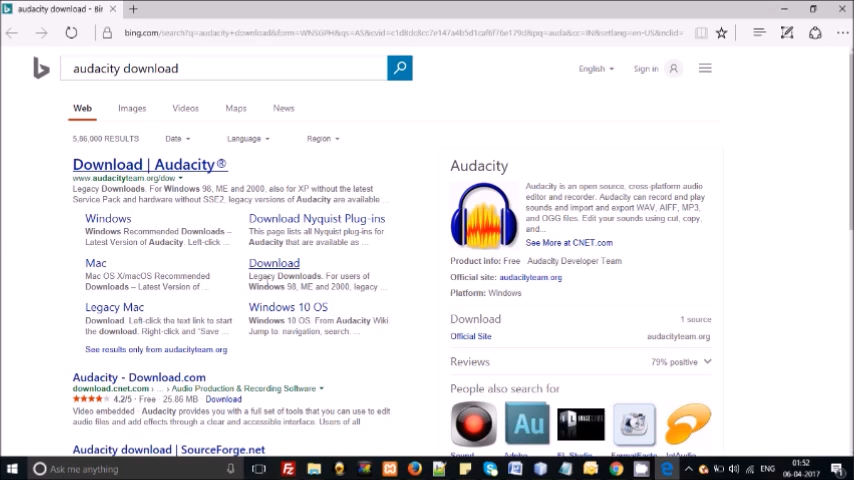 audacity download - Bin
bing.com/search?q=audacity+download&form=WNSGPH&qs=AS&cvid=
audacity download
English
Sign in
Web
Images
Videos
Maps
News
5,86,000 RESULTS
Date
Language
Region
Download | Audacity®
www.audacityteam.org/dow
Legacy Downloads. For Windows 98, ME and 2000, also for XP without the latest
Service Pack and hardware without SSE2, legacy versions of Audacity are available ...
Windows
Windows Recommended Downloads –
Latest Version of Audacity. Left-click ...
Download Nyquist Plug-ins
This page lists all Nyquist plug-ins for
Audacity that are available as ...
Mac
Mac OS X/macOS Recommended
Downloads – Latest Version of ...
Download
Legacy Downloads. For users of
Windows 98, ME and 2000, legacy ...
Legacy Mac
Download. Left-click the text link to start
the download. Right-click and "Save ...
Windows 10 OS
Windows 10 OS. From Audacity Wiki
Jump to: navigation, search. ...
See results only from audacityteam.org
Audacity - Download.com
download.cnet.com › ... › Audio Production & Recording Software
4.2/5 · Free 25.86 MB Download
Video embedded · Audacity provides you with a full set of tools that you can use to edit
audio files and add effects through a clear and accessible interface. Users of all
Audacity download | SourceForge.net
Audacity
Audacity is an open source, cross-platform audio
editor and recorder. Audacity can record and play
sounds and import and export WAV, AIFF, MP3,
and OGG files. Edit your sounds using cut, copy,
and...
See More at CNET.com
Product info: Free Audacity Developer Team
Official site: audacityteam.org
Platform: Windows
Download
1 source
Official Site
audacityteam.org
Reviews
79% positive
People also search for
Au
Sound
Adobe
FormatFacto
JetAudio
Ask me anything
ENG
01:52
06-04-2017